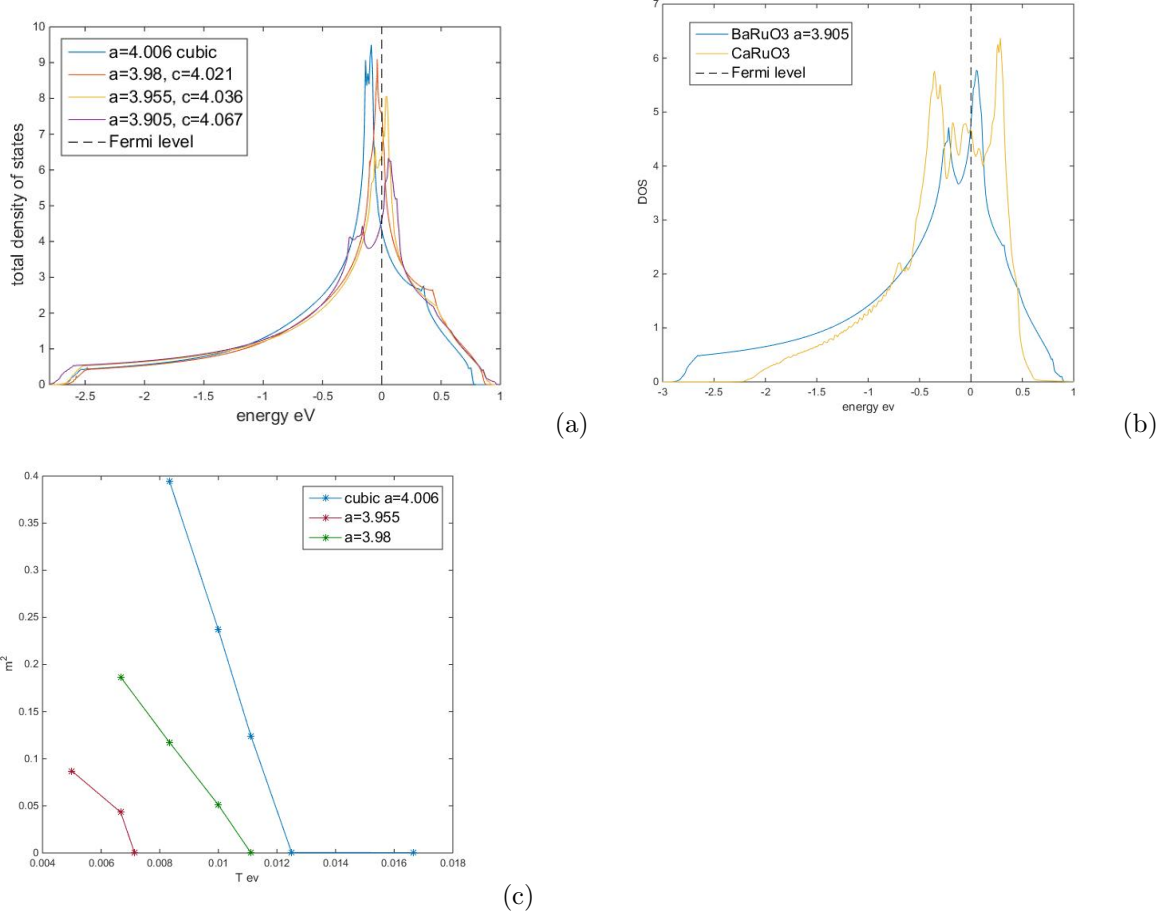 10
9
8
7
6
5
4
3
2
1
0
total density of states
a=4.006 cubic
a=3.98, c=4.021
a=3.955, c=4.036
a=3.905, c=4.067
Fermi level
-2.5 -2 -1.5 -1 -0.5 0 0.5 1
energy eV
(a)
7
6
5
4
3
2
1
0
DOS
BaRuO3 a=3.905
CaRuO3
Fermi level
-3 -2.5 -2 -1.5 -1 -0.5 0 0.5 1
energy ev
(b)
0.4
0.35
0.3
0.25
0.2
0.15
0.1
0.05
0
m²
cubic a=4.006
a=3.955
a=3.98
0.004 0.006 0.008 0.01 0.012 0.014 0.016 0.018
T ev
(c)